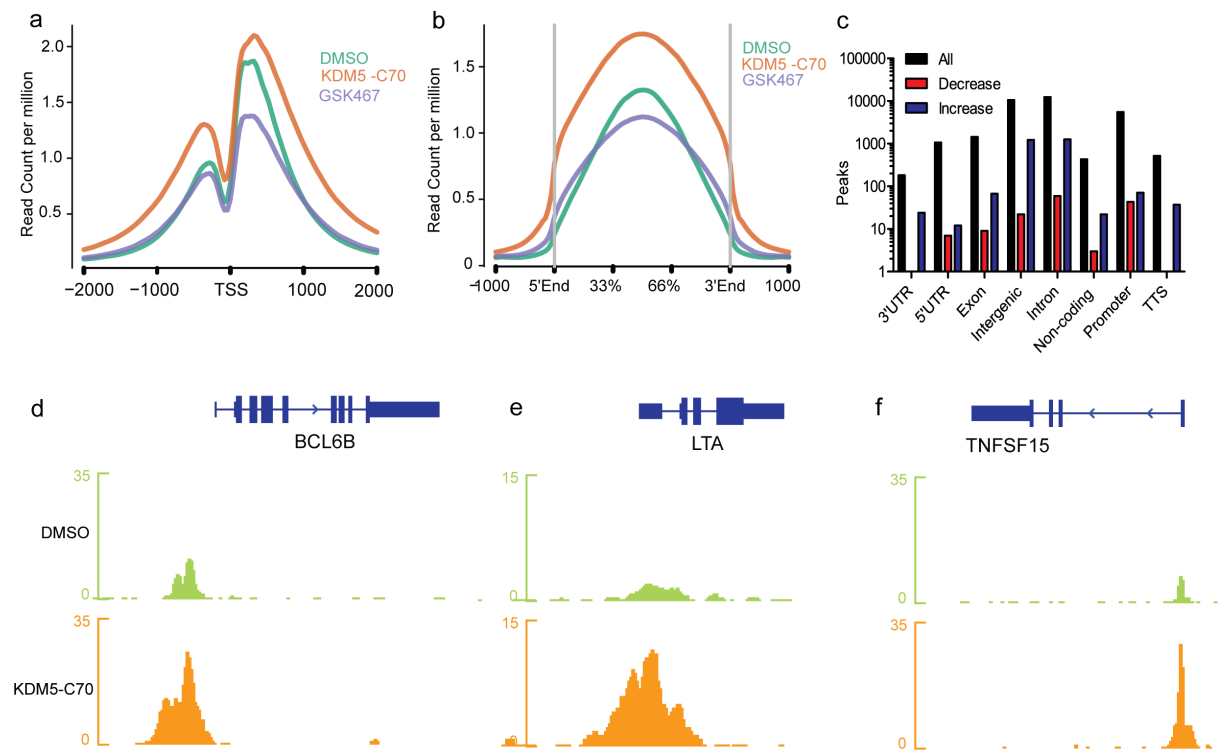 a
Read Count per million
2.0
1.5
1.0
0.5
−2000
−1000
TSS
1000
2000
DMSO
KDM5 -C70
GSK467
b
Read Count per million
1.5
1.0
0.5
0
-1000
5'End
33%
66%
3'End
1000
DMSO
KDM5 -C70
GSK467
c
Peaks
100000
10000
1000
100
10
1
All
Decrease
Increase
3'UTR
5'UTR
Exon
Intergenic
Intron
Non-coding
Promoter
TTS
d
BCL6B
35
DMSO
0
35
KDM5-C70
0
e
LTA
15
0
15
0
f
TNFSF15
35
0
35
0